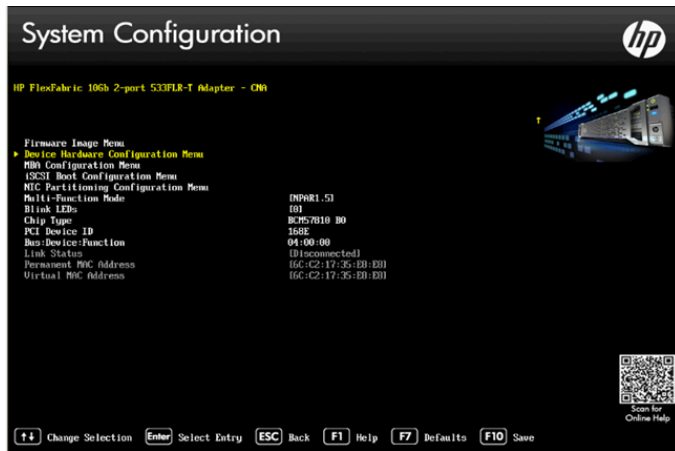 System Configuration
hp
HP FlexFabric 10Gb 2-port 533FLR-T Adapter - CNA
Firmware Image Menu
Device Hardware Configuration Menu
MBA Configuration Menu
iSCSI Boot Configuration Menu
NIC Partitioning Configuration Menu
Multi-Function Mode [NPAR1.5]
Blink LEDs [0]
Chip Type BCM57810 B0
PCI Device ID 168E
Bus:Device:Function 04:00:00
Link Status [Disconnected]
Permanent MAC Address [6C:C2:17:35:E8:E8]
Virtual MAC Address [6C:C2:17:35:E8:E8]
Scan for
Online Help
↑↓ Change Selection Enter Select Entry ESC Back F1 Help F7 Defaults F10 Save